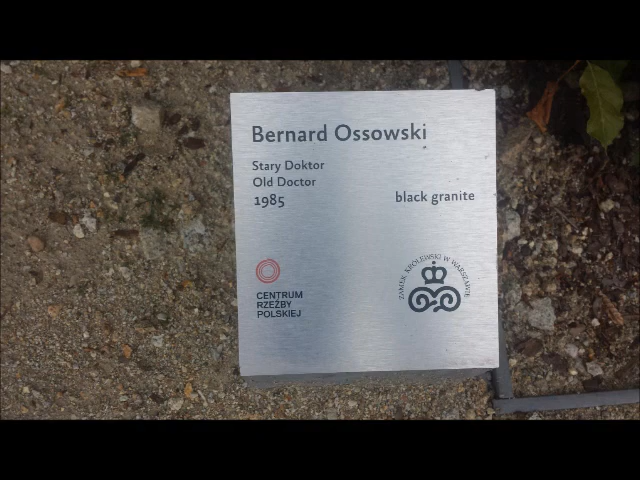 Bernard Ossowski
Stary Doktor
Old Doctor
1985
black granite
CENTRUM
RZEŹBY
POLSKIEJ
ZAMEK KRÓLEWSKI W WARSZAWIE